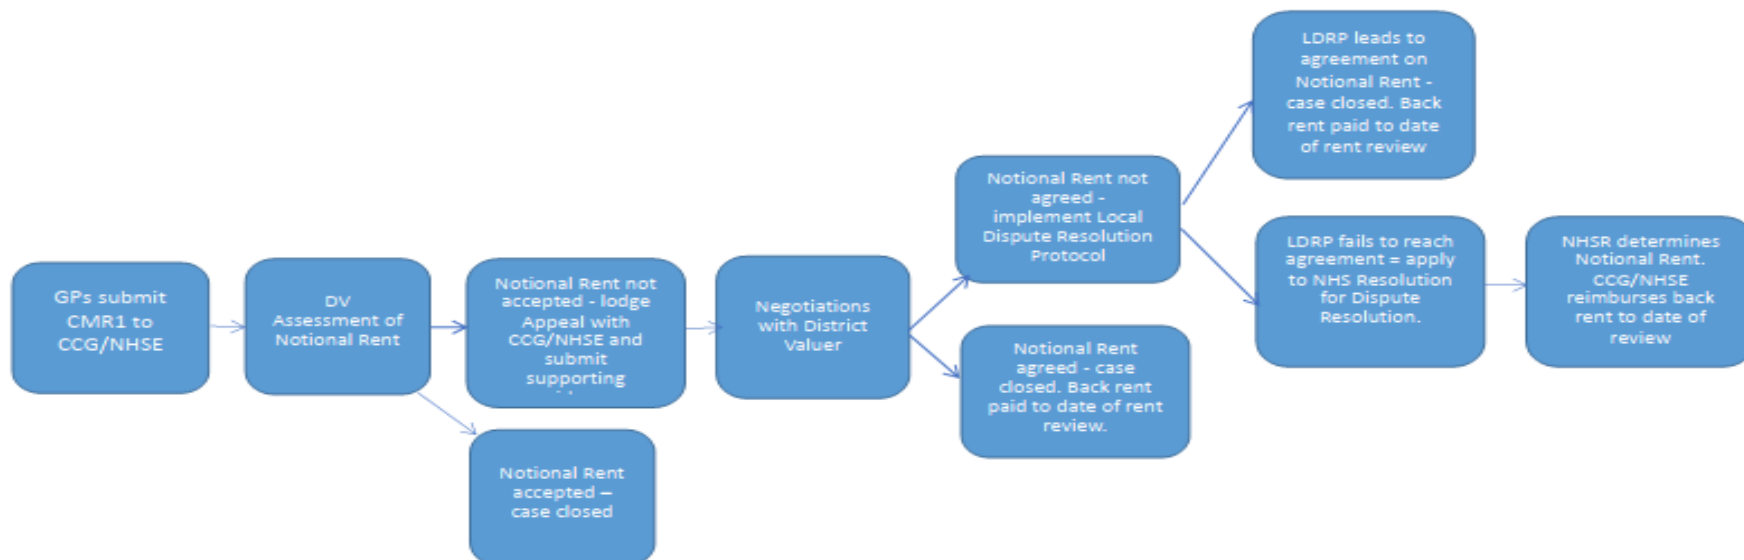 GPs submit
CMR1 to
CCG/NHSE
DV
Assessment of
Notional Rent
Notional Rent not
accepted - lodge
Appeal with
CCG/NHSE and
submit
supporting
Notional Rent
accepted –
case closed
Negotiations
with District
Valuer
Notional Rent not
agreed -
implement Local
Dispute Resolution
Protocol
Notional Rent
agreed - case
closed. Back rent
paid to date of rent
review.
LDRP leads to
agreement on
Notional Rent -
case closed. Back
rent paid to date
of rent review
LDRP fails to reach
agreement = apply
to NHS Resolution
for Dispute
Resolution.
NHSR determines
Notional Rent.
CCG/NHSE
reimburses back
rent to date of
review